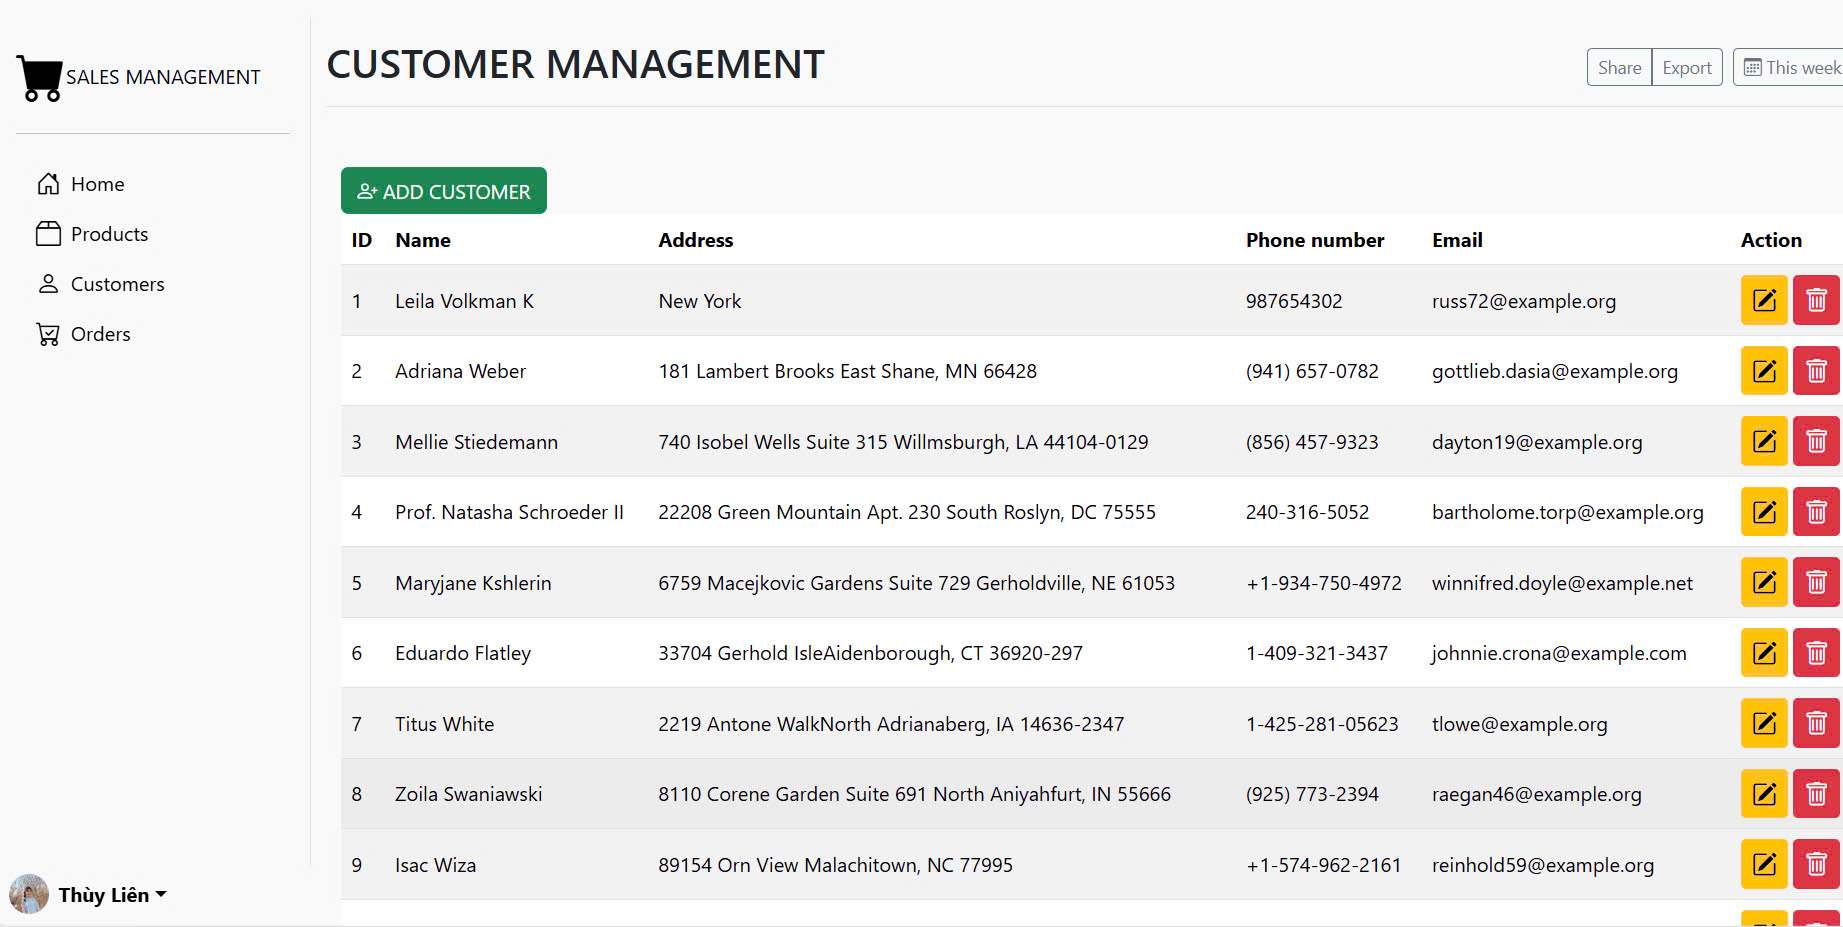 SALES MANAGEMENT
Home
Products
Customers
Orders
Thùy Liên
CUSTOMER MANAGEMENT
Share Export This week
ADD CUSTOMER
ID Name Address Phone number Email Action
1 Leila Volkman K New York 987654302 russ72@example.org
2 Adriana Weber 181 Lambert Brooks East Shane, MN 66428 (941) 657-0782 gottlieb.dasia@example.org
3 Mellie Stiedemann 740 Isobel Wells Suite 315 Willmsburgh, LA 44104-0129 (856) 457-9323 dayton19@example.org
4 Prof. Natasha Schroeder II 22208 Green Mountain Apt. 230 South Roslyn, DC 75555 240-316-5052 bartholome.torp@example.org
5 Maryjane Kshlerin 6759 Macejkovic Gardens Suite 729 Gerholdville, NE 61053 +1-934-750-4972 winnifred.doyle@example.net
6 Eduardo Flatley 33704 Gerhold IsleAidenborough, CT 36920-297 1-409-321-3437 johnnie.crona@example.com
7 Titus White 2219 Antone WalkNorth Adrianaberg, IA 14636-2347 1-425-281-05623 tlowe@example.org
8 Zoila Swaniawski 8110 Corene Garden Suite 691 North Aniyahfurt, IN 55666 (925) 773-2394 raegan46@example.org
9 Isac Wiza 89154 Orn View Malachitown, NC 77995 +1-574-962-2161 reinhold59@example.org